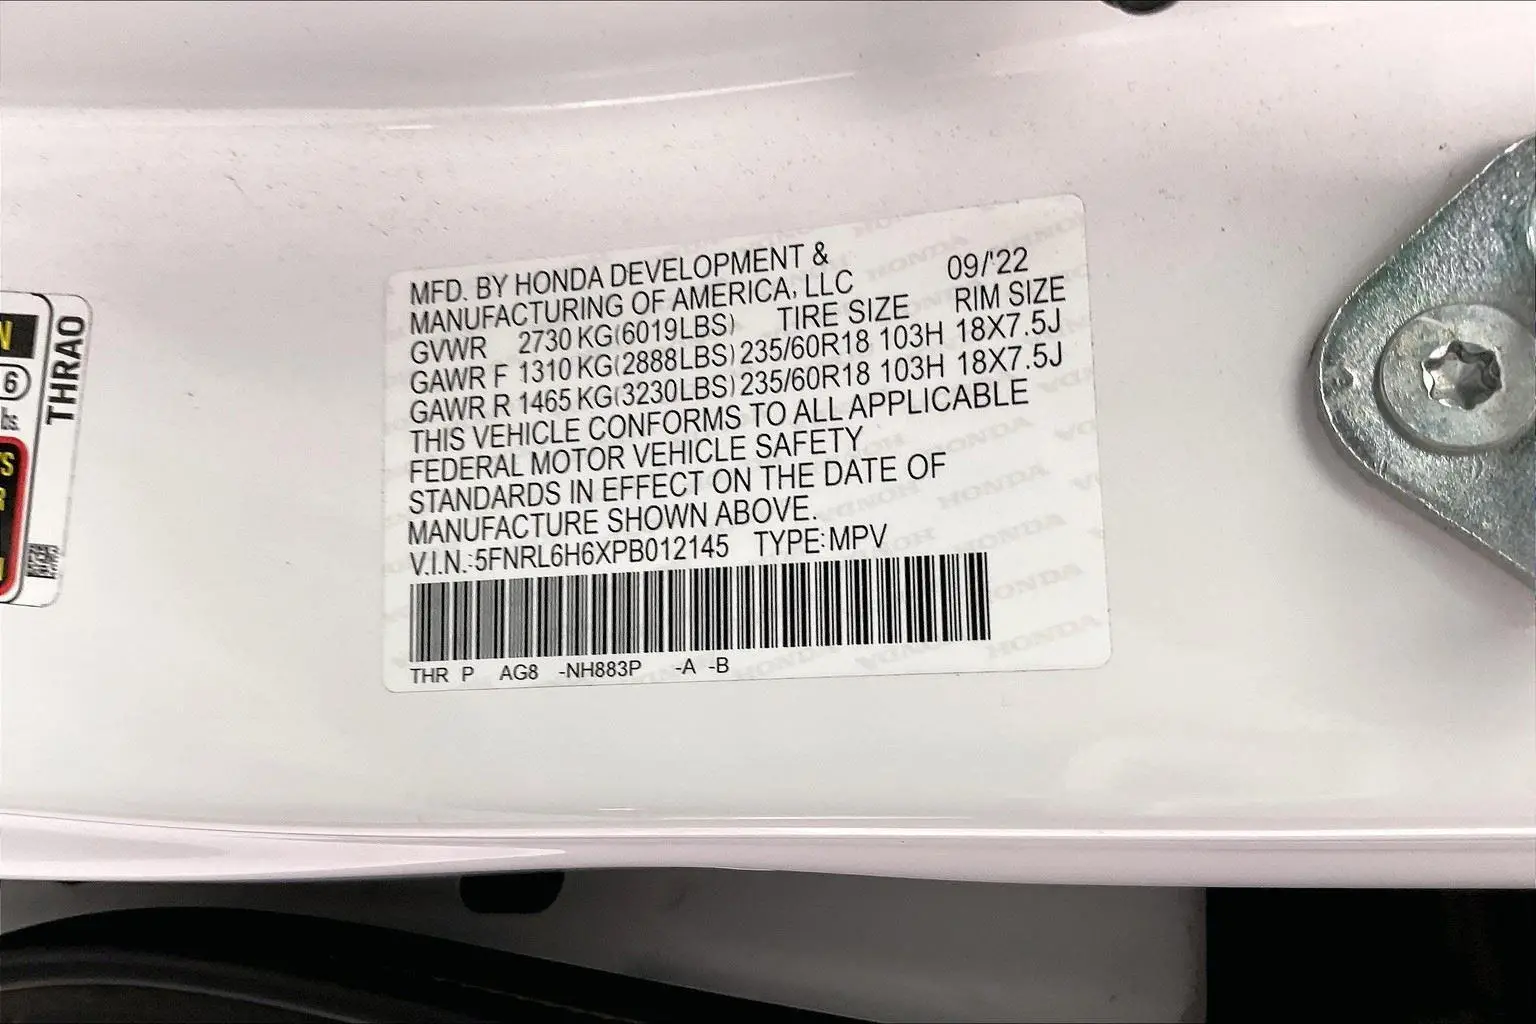 MFD. BY HONDA DEVELOPMENT &
MANUFACTURING OF AMERICA, LLC 09/'22
GVWR 2730 KG(6019LBS) TIRE SIZE RIM SIZE
GAWR F 1310 KG(2888LBS) 235/60R18 103H 18X7.5J
GAWR R 1465 KG(3230LBS) 235/60R18 103H 18X7.5J
THIS VEHICLE CONFORMS TO ALL APPLICABLE
FEDERAL MOTOR VEHICLE SAFETY
STANDARDS IN EFFECT ON THE DATE OF
MANUFACTURE SHOWN ABOVE.
V.I.N.:5FNRL6H6XPB012145 TYPE:MPV
THR P AG8 -NH883P -A -B
THRAO
6
lbs.